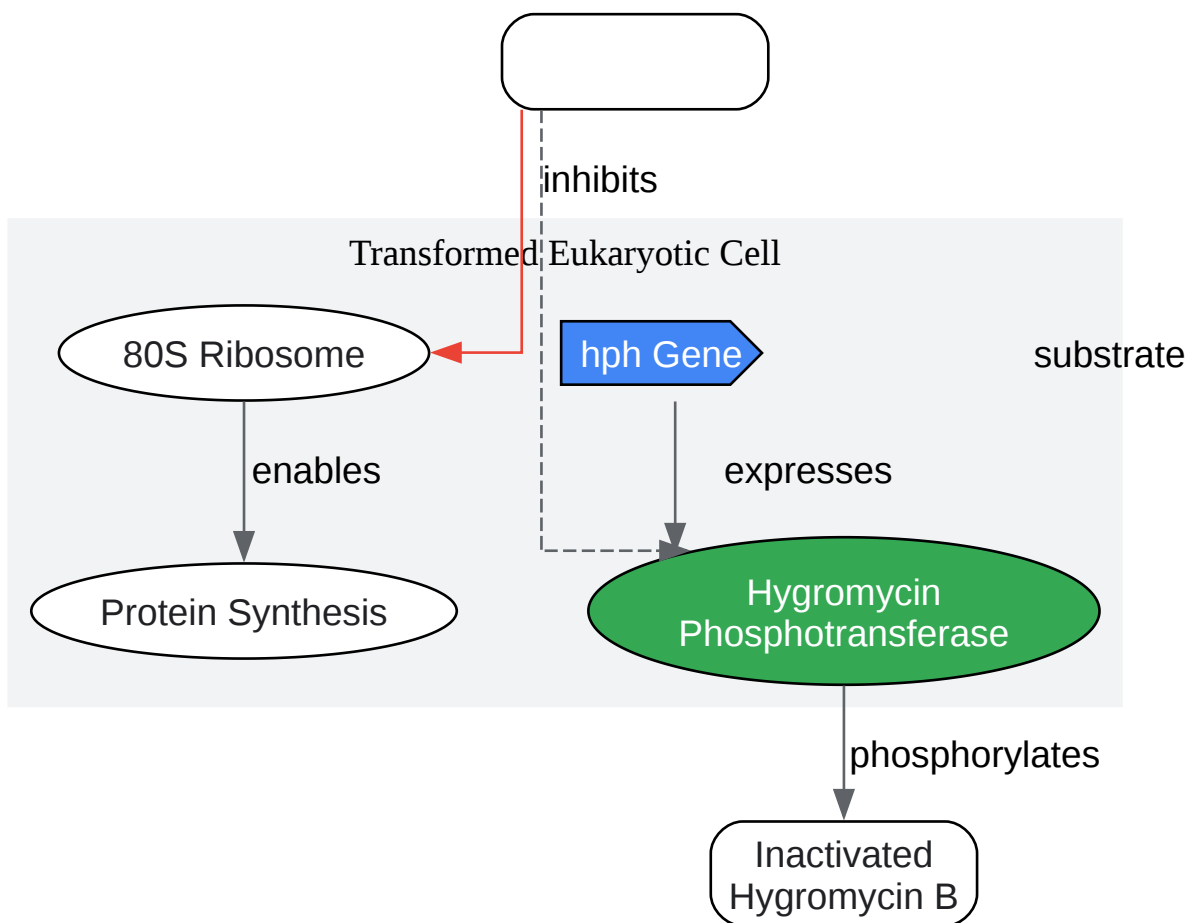 inhibits
Transformed Eukaryotic Cell
80S Ribosome
hph Gene
substrate
enables
expresses
Protein Synthesis
Hygromycin
Phosphotransferase
phosphorylates
Inactivated
Hygromycin B